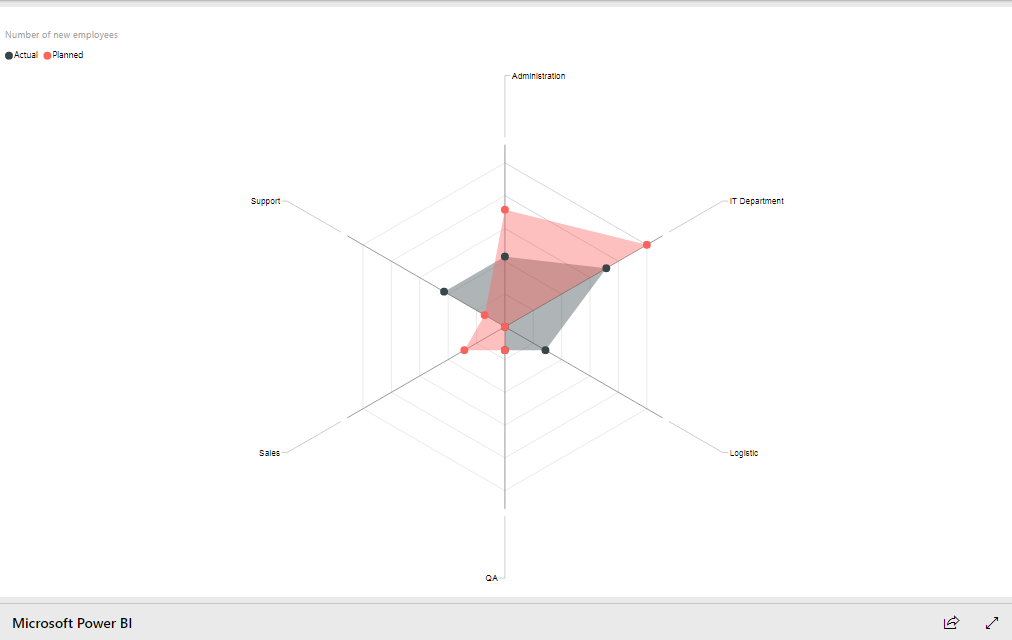 Number of new employees
Actual Planned
Administration
Support
IT Department
Sales
Logistic
QA
Microsoft Power BI